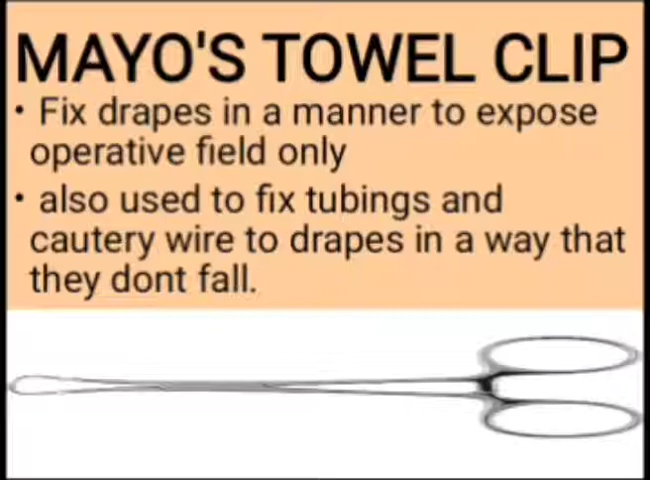 MAYO'S TOWEL CLIP
• Fix drapes in a manner to expose
operative field only
• also used to fix tubings and
cautery wire to drapes in a way that
they dont fall.